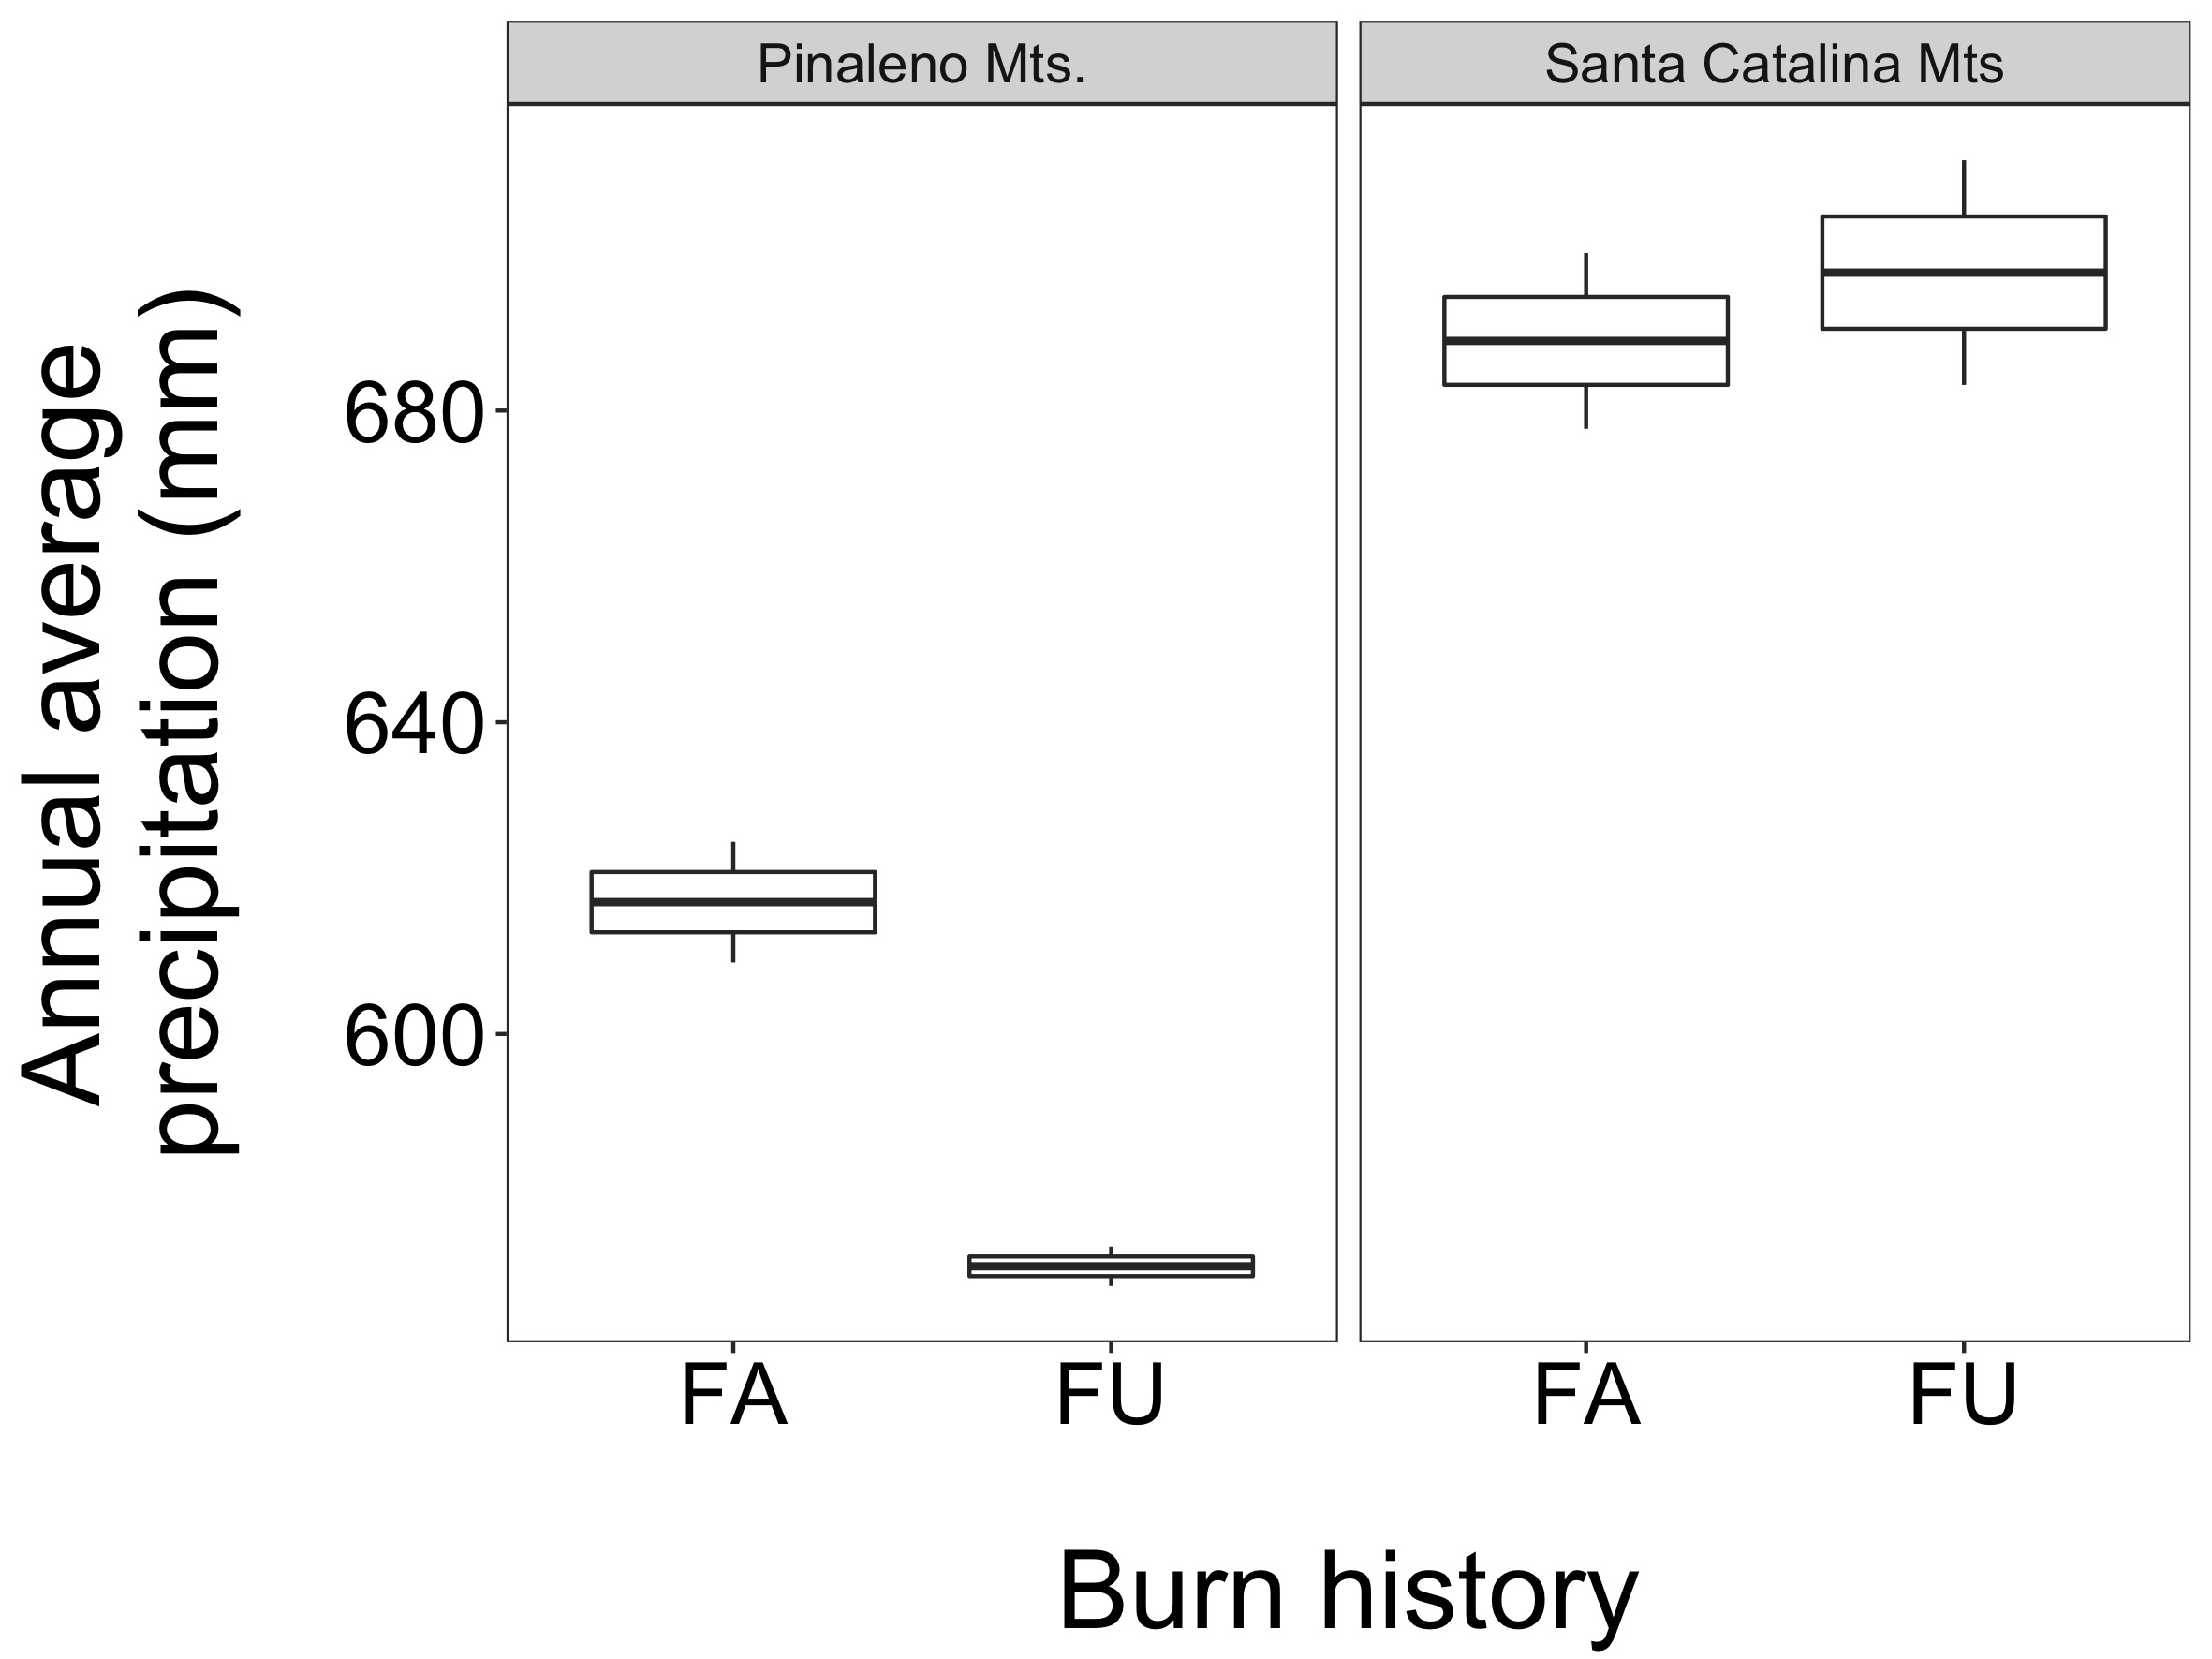 Pinaleno Mts.
Santa Catalina Mts
Annual average
precipitation (mm)
680
640
600
FA
FU
FA
FU
Burn history